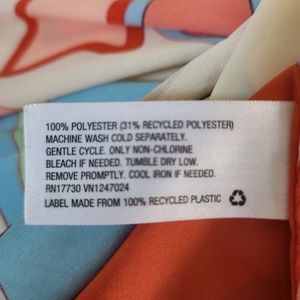 100% POLYESTER (31% RECYCLED POLYESTER)
MACHINE WASH COLD SEPARATELY.
GENTLE CYCLE. ONLY NON-CHLORINE
BLEACH IF NEEDED. TUMBLE DRY LOW.
REMOVE PROMPTLY. COOL IRON IF NEEDED.
RN17730 VN1247024
LABEL MADE FROM 100% RECYCLED PLASTIC